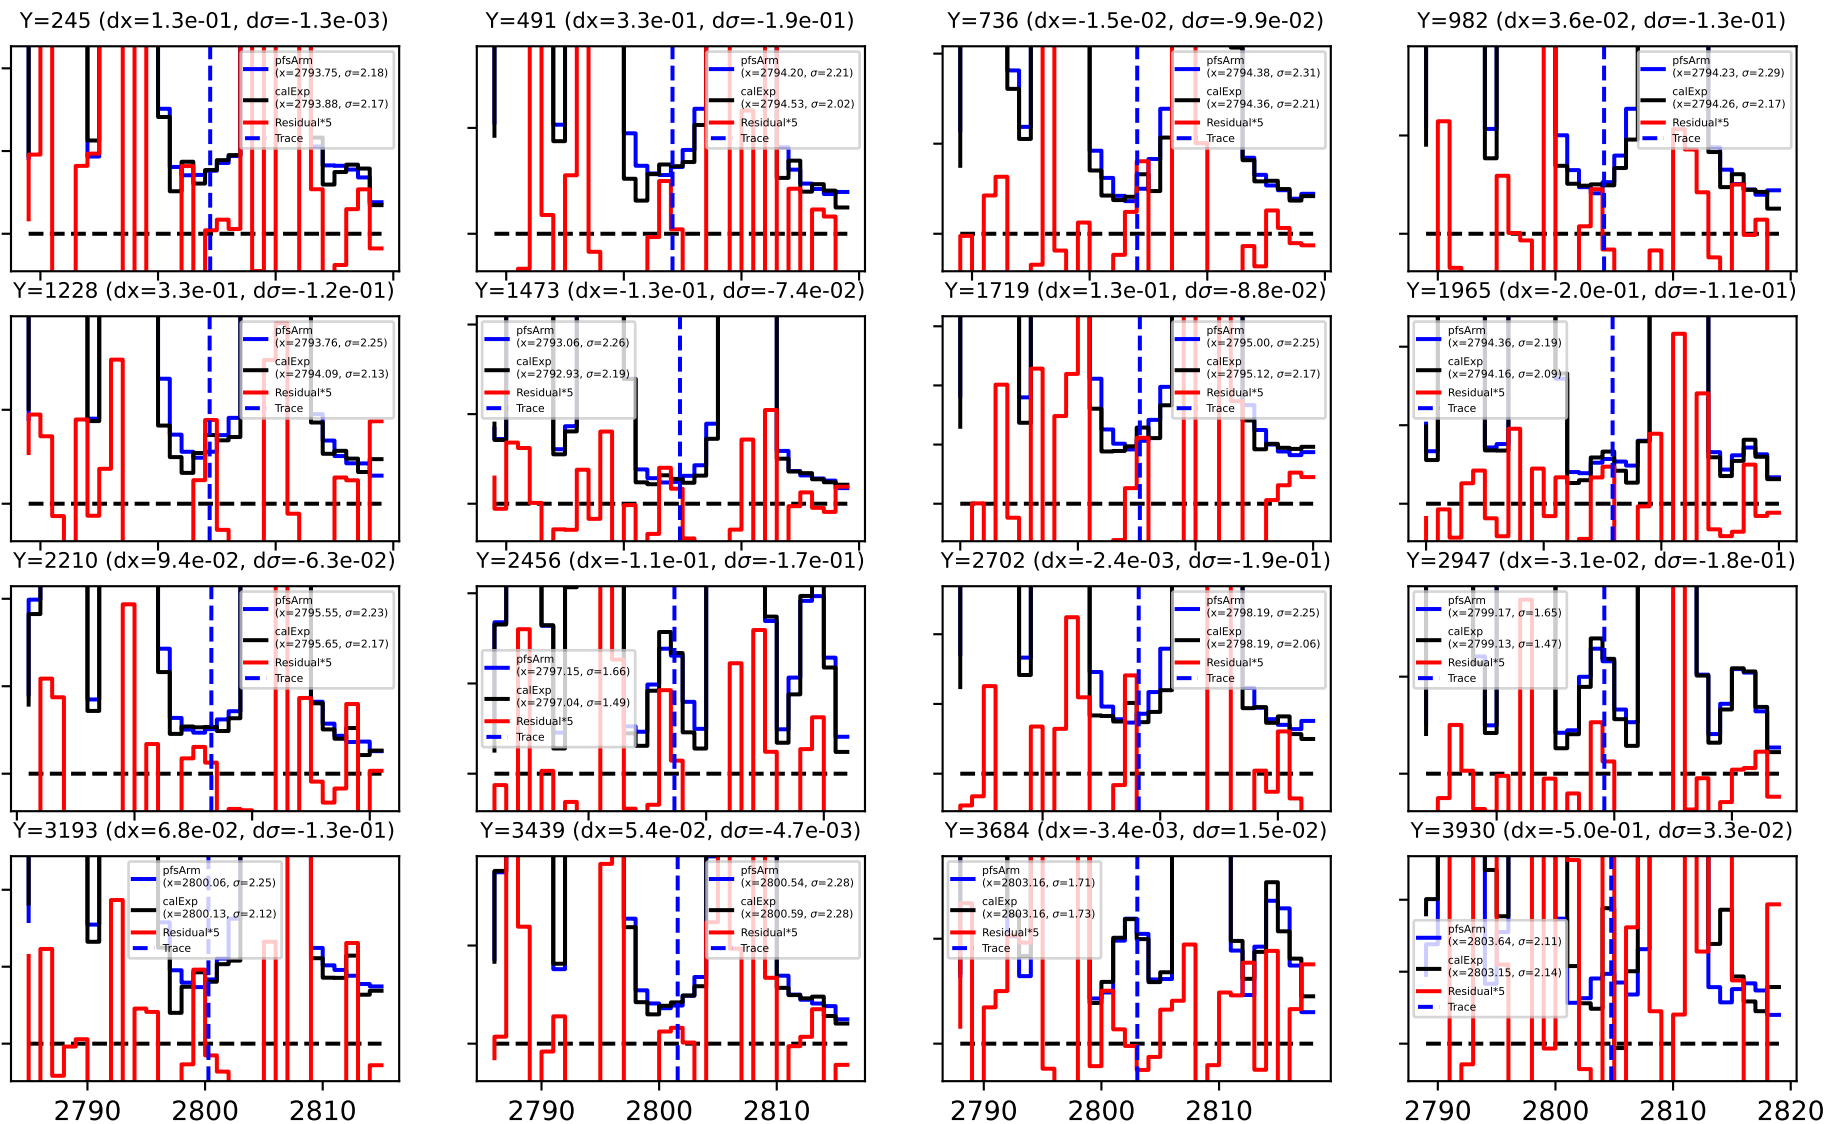 Y=245 (dx=1.3e-01, dσ=-1.3e-03)
pfsArm
(x=2793.75, σ=2.18)
calExp
(x=2793.88, σ=2.17)
Residual*5
Trace
Y=491 (dx=3.3e-01, dσ=-1.9e-01)
pfsArm
(x=2794.20, σ=2.21)
calExp
(x=2794.53, σ=2.02)
Residual*5
Trace
Y=736 (dx=-1.5e-02, dσ=-9.9e-02)
pfsArm
(x=2794.38, σ=2.31)
calExp
(x=2794.36, σ=2.21)
Residual*5
Trace
Y=982 (dx=3.6e-02, dσ=-1.3e-01)
pfsArm
(x=2794.23, σ=2.29)
calExp
(x=2794.26, σ=2.17)
Residual*5
Trace
Y=1228 (dx=3.3e-01, dσ=-1.2e-01)
pfsArm
(x=2793.76, σ=2.25)
calExp
(x=2794.09, σ=2.13)
Residual*5
Trace
Y=1473 (dx=-1.3e-01, dσ=-7.4e-02)
pfsArm
(x=2793.06, σ=2.26)
calExp
(x=2792.93, σ=2.19)
Residual*5
Trace
Y=1719 (dx=1.3e-01, dσ=-8.8e-02)
pfsArm
(x=2795.00, σ=2.25)
calExp
(x=2795.12, σ=2.17)
Residual*5
Trace
Y=1965 (dx=-2.0e-01, dσ=-1.1e-01)
pfsArm
(x=2794.36, σ=2.19)
calExp
(x=2794.16, σ=2.09)
Residual*5
Trace
Y=2210 (dx=9.4e-02, dσ=-6.3e-02)
pfsArm
(x=2795.55, σ=2.23)
calExp
(x=2795.65, σ=2.17)
Residual*5
Trace
Y=2456 (dx=-1.1e-01, dσ=-1.7e-01)
pfsArm
(x=2797.15, σ=1.66)
calExp
(x=2797.04, σ=1.49)
Residual*5
Trace
Y=2702 (dx=-2.4e-03, dσ=-1.9e-01)
pfsArm
(x=2798.19, σ=2.25)
calExp
(x=2798.19, σ=2.06)
Residual*5
Trace
Y=2947 (dx=-3.1e-02, dσ=-1.8e-01)
pfsArm
(x=2799.17, σ=1.65)
calExp
(x=2799.13, σ=1.47)
Residual*5
Trace
Y=3193 (dx=6.8e-02, dσ=-1.3e-01)
pfsArm
(x=2800.06, σ=2.25)
calExp
(x=2800.13, σ=2.12)
Residual*5
Trace
Y=3439 (dx=5.4e-02, dσ=-4.7e-03)
pfsArm
(x=2800.54, σ=2.28)
calExp
(x=2800.59, σ=2.28)
Residual*5
Trace
Y=3684 (dx=-3.4e-03, dσ=1.5e-02)
pfsArm
(x=2803.16, σ=1.71)
calExp
(x=2803.16, σ=1.73)
Residual*5
Trace
Y=3930 (dx=-5.0e-01, dσ=3.3e-02)
pfsArm
(x=2803.64, σ=2.11)
calExp
(x=2803.15, σ=2.14)
Residual*5
Trace
2790 2800 2810
2790 2800 2810
2790 2800 2810
2790 2800 2810 2820